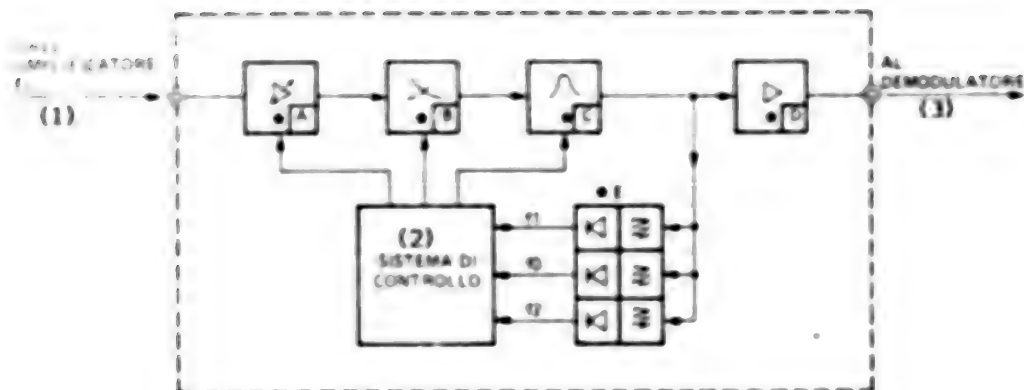 AL
DEMODULATORE
(1)
(3)
A
B
C
D
E
(2)
SISTEMA DI
CONTROLLO
f1
f0
f2